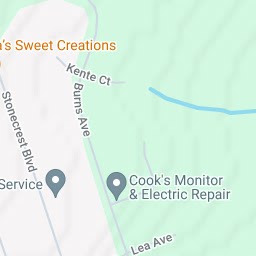 's Sweet Creations
Kente Ct
Burns Ave
Stonecrest Blvd
Service
Cook's Monitor
& Electric Repair
Lea Ave